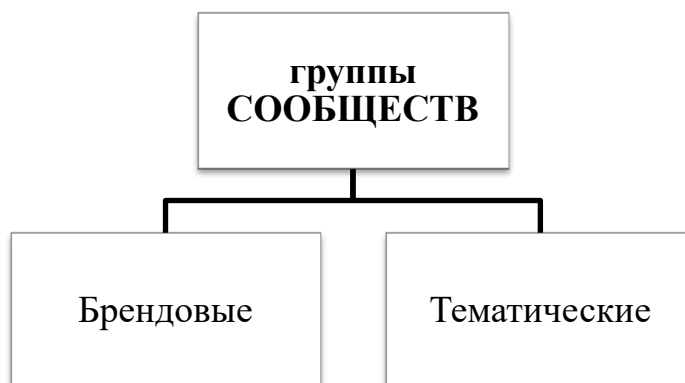 группы
СООБЩЕСТВ
Брендовые
Тематические